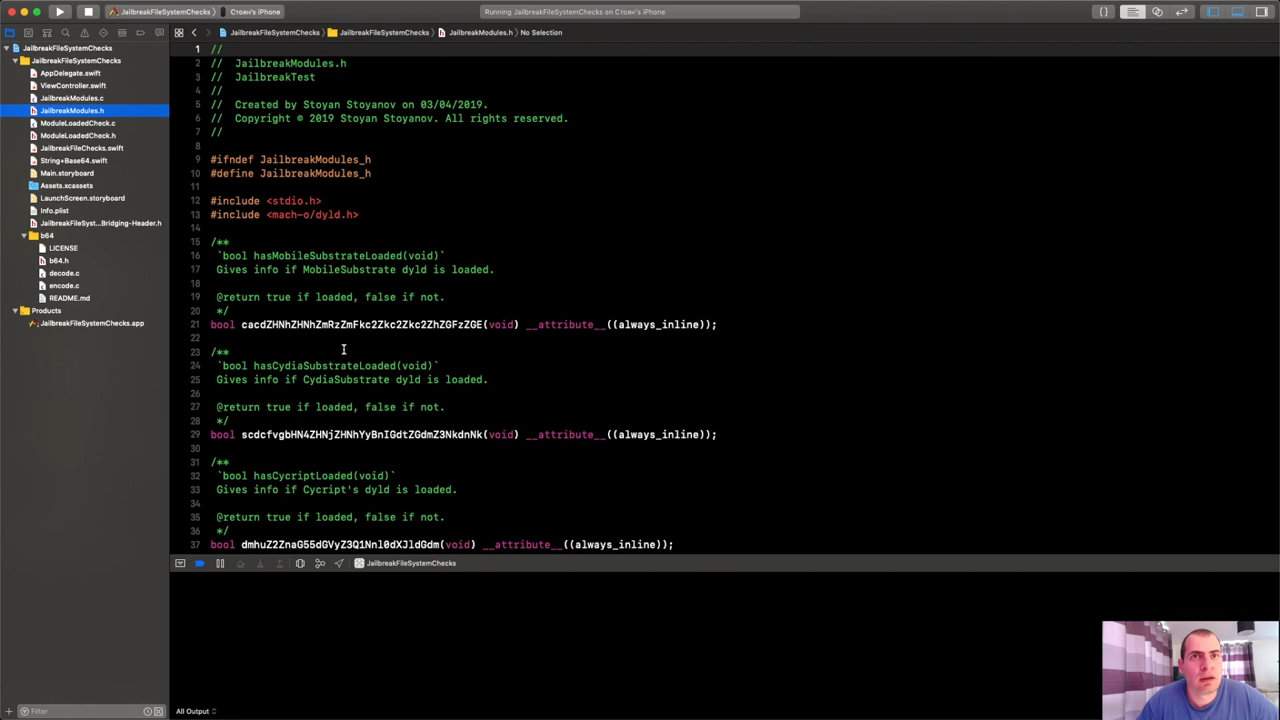 JailbreakFileSystemChecks › Стоян's iPhone
Running JailbreakFileSystemChecks on Стоян's iPhone
JailbreakFileSystemChecks
JailbreakFileSystemChecks
AppDelegate.swift
ViewController.swift
JailbreakModules.c
JailbreakModules.h
ModuleLoadedCheck.c
ModuleLoadedCheck.h
JailbreakFileChecks.swift
String+Base64.swift
Main.storyboard
Assets.xcassets
LaunchScreen.storyboard
Info.plist
JailbreakFileSyst...Bridging-Header.h
b64
LICENSE
b64.h
decode.c
encode.c
README.md
Products
JailbreakFileSystemChecks.app
Filter
JailbreakFileSystemChecks › JailbreakFileSystemChecks › JailbreakModules.h › No Selection
1 //
2 //  JailbreakModules.h
3 //  JailbreakTest
4 //
5 //  Created by Stoyan Stoyanov on 03/04/2019.
6 //  Copyright © 2019 Stoyan Stoyanov. All rights reserved.
7 //
8
9 #ifndef JailbreakModules_h
10 #define JailbreakModules_h
11
12 #include <stdio.h>
13 #include <mach-o/dyld.h>
14
15 /**
16 `bool hasMobileSubstrateLoaded(void)`
17 Gives info if MobileSubstrate dyld is loaded.
18
19 @return true if loaded, false if not.
20 */
21 bool cacdZHNhZHNhZmRzZmFkc2Zkc2Zkc2ZhZGFzZGE(void) __attribute__((always_inline));
22
23 /**
24 `bool hasCydiaSubstrateLoaded(void)`
25 Gives info if CydiaSubstrate dyld is loaded.
26
27 @return true if loaded, false if not.
28 */
29 bool scdcfvgbHN4ZHNjZHNhYyBnIGdtZGdmZ3NkdnNk(void) __attribute__((always_inline));
30
31 /**
32 `bool hasCycriptLoaded(void)`
33 Gives info if Cycript's dyld is loaded.
34
35 @return true if loaded, false if not.
36 */
37 bool dmhuZ2ZnaG55dGVyZ3Q1Nnl0dXJldGdm(void) __attribute__((always_inline));
JailbreakFileSystemChecks
All Output